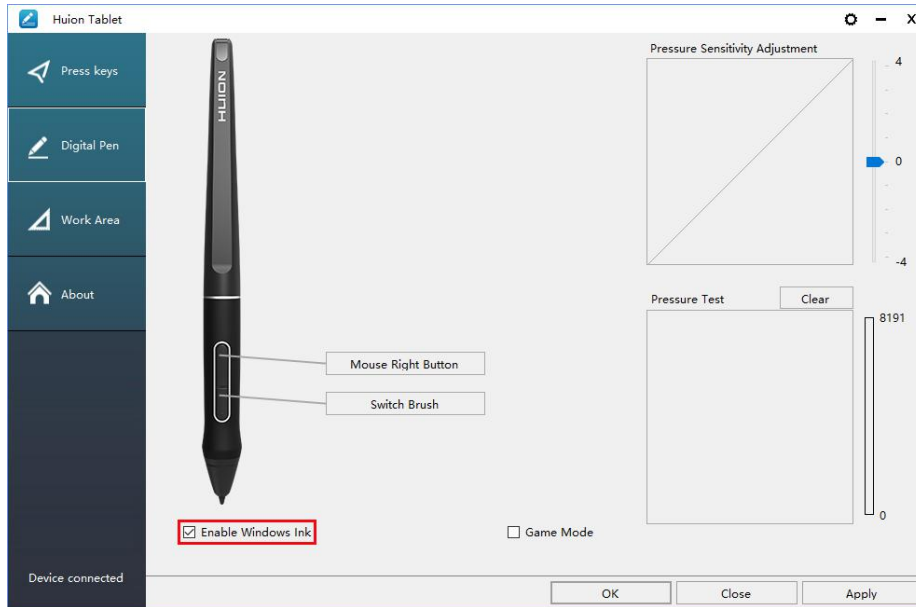 Huion Tablet
X
Press keys
Digital Pen
Work Area
About
Device connected
HUION
Mouse Right Button
Switch Brush
Enable Windows Ink
Game Mode
Pressure Sensitivity Adjustment
4
0
-4
Pressure Test
Clear
8191
0
OK
Close
Apply